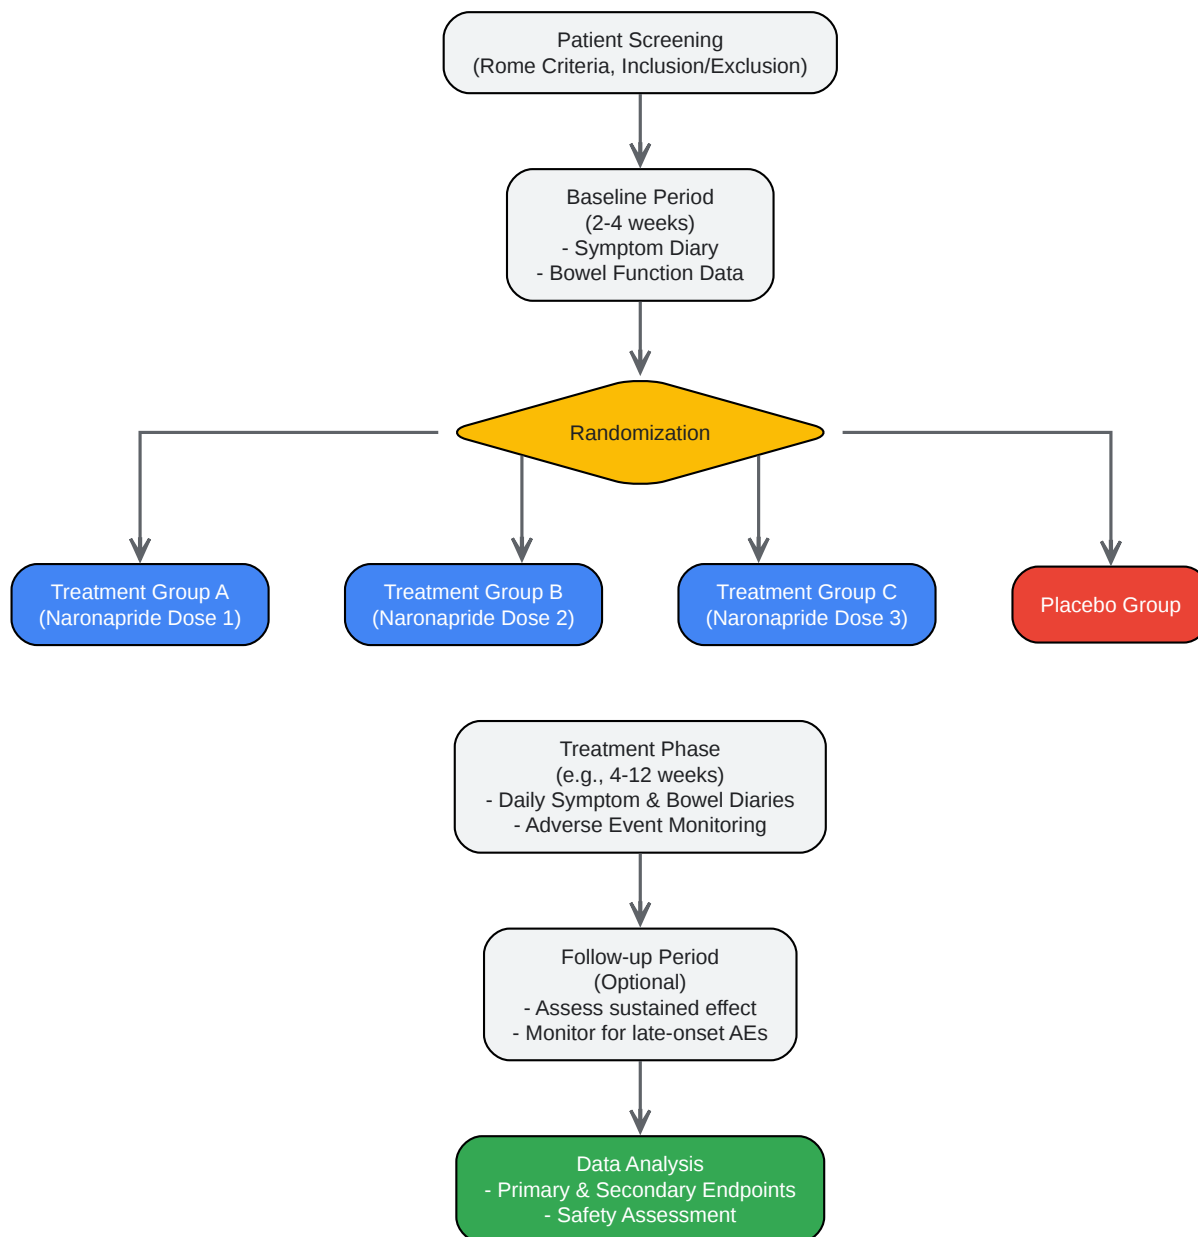 Patient Screening
(Rome Criteria, Inclusion/Exclusion)
Baseline Period
(2-4 weeks)
- Symptom Diary
- Bowel Function Data
Randomization
Treatment Group A
(Naronapride Dose 1)
Treatment Group B
(Naronapride Dose 2)
Treatment Group C
(Naronapride Dose 3)
Placebo Group
Treatment Phase
(e.g., 4-12 weeks)
- Daily Symptom & Bowel Diaries
- Adverse Event Monitoring
Follow-up Period
(Optional)
- Assess sustained effect
- Monitor for late-onset AEs
Data Analysis
- Primary & Secondary Endpoints
- Safety Assessment